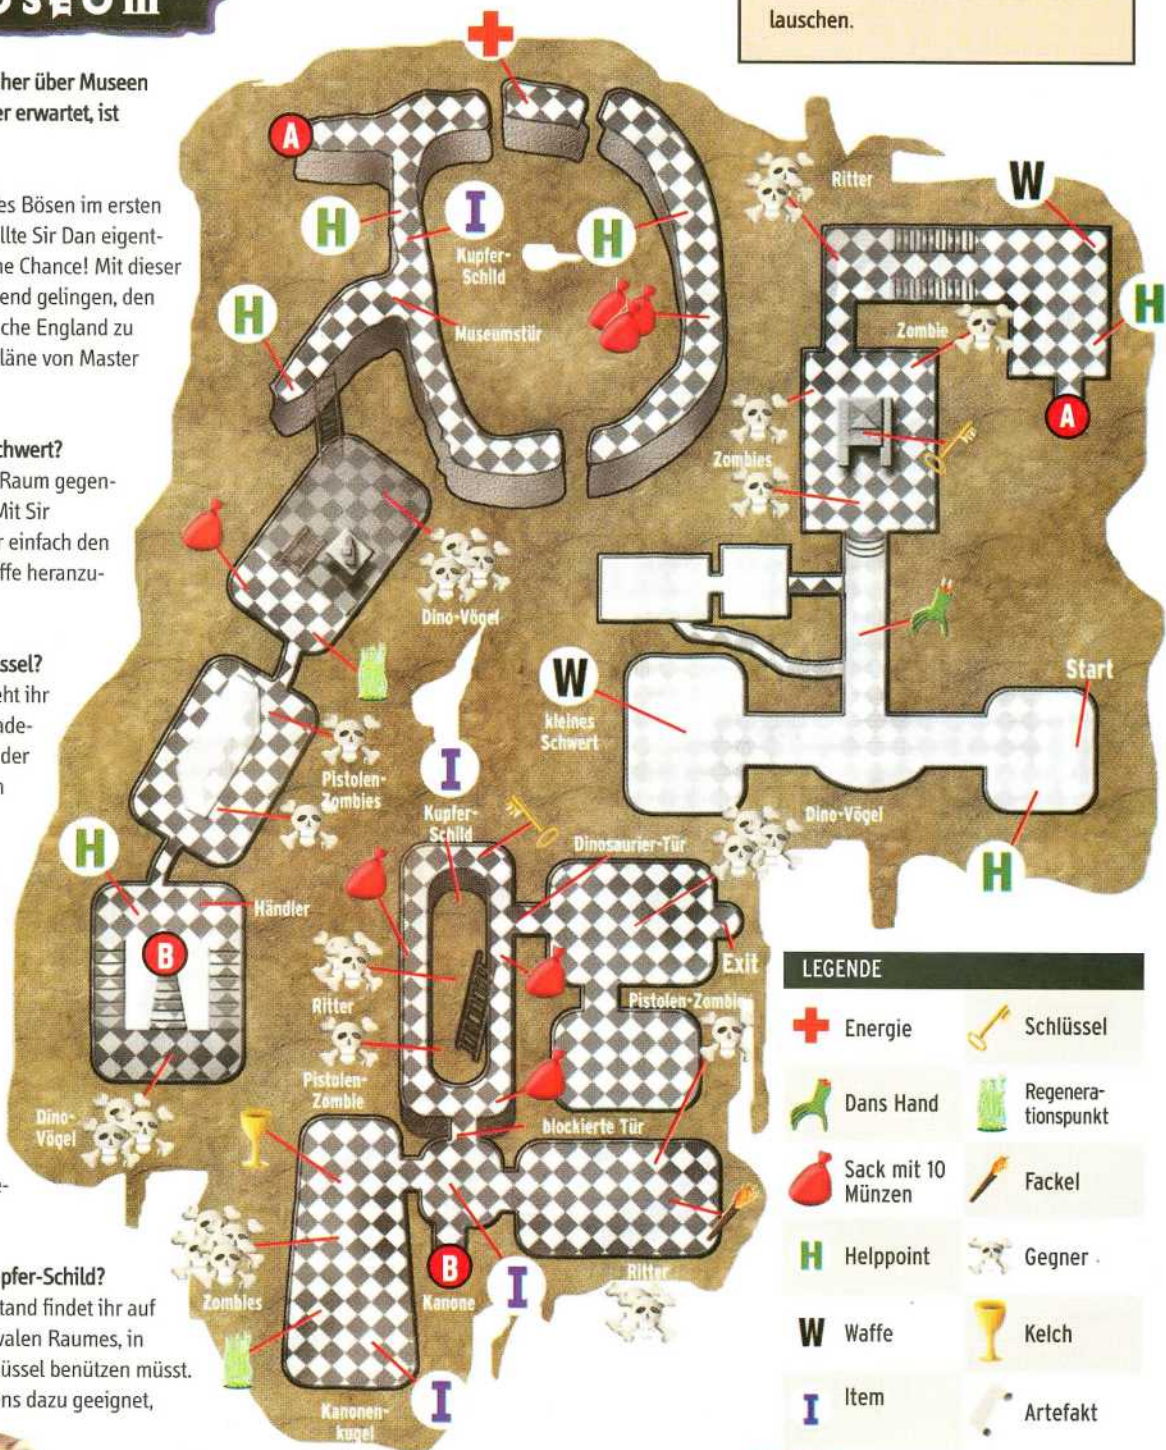 lauschen.
her über Museen
er erwartet, ist
es Bösen im ersten
llte Sir Dan eigent-
ne Chance! Mit dieser
end gelingen, den
che England zu
läne von Master
chwert?
Raum gegen-
Mit Sir
r einfach den
ffe heranzu-
ssel?
eht ihr
ade-
der
n
e-
pfer-Schild?
tand findet ihr auf
valen Raumes, in
üssel benützen müsst.
ns dazu geeignet,
A
H
I
Kupfer-
Schild
H
H
Museumstür
Ritter
W
H
Zombie
A
Zombies
Dino-Vögel
W
kleines
Schwert
Start
Pistolen-
Zombies
I
Kupfer-
Schild
Dino-Vögel
H
Dinosaurier-Tür
H
Händler
B
Exit
Ritter
Pistolen-Zombie
Pistolen-
Zombie
Dino-
Vögel
blockierte Tür
B
Kanone
I
Ritter
Zombies
I
Kanonen-
kugel
LEGENDE
Energie
Schlüssel
Dans Hand
Regenera-
tionspunkt
Sack mit 10
Münzen
Fackel
H Helppoint
Gegner
W Waffe
Kelch
I Item
Artefakt